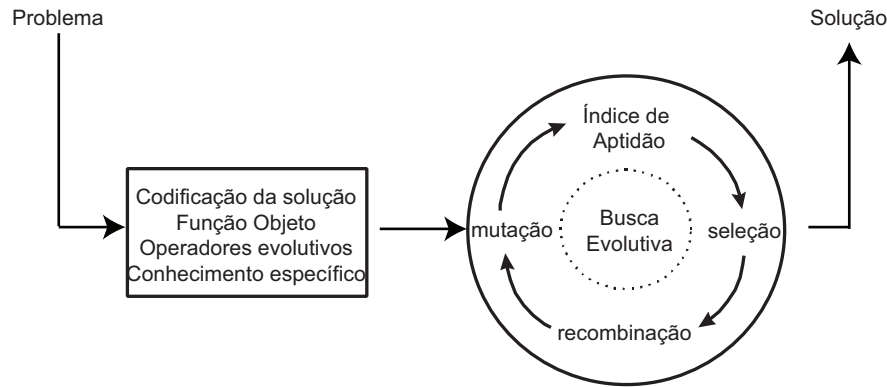 Problema
Solução
Codificação da solução
Função Objeto
Operadores evolutivos
Conhecimento específico
Índice de
Aptidão
mutação
Busca
Evolutiva
seleção
recombinação